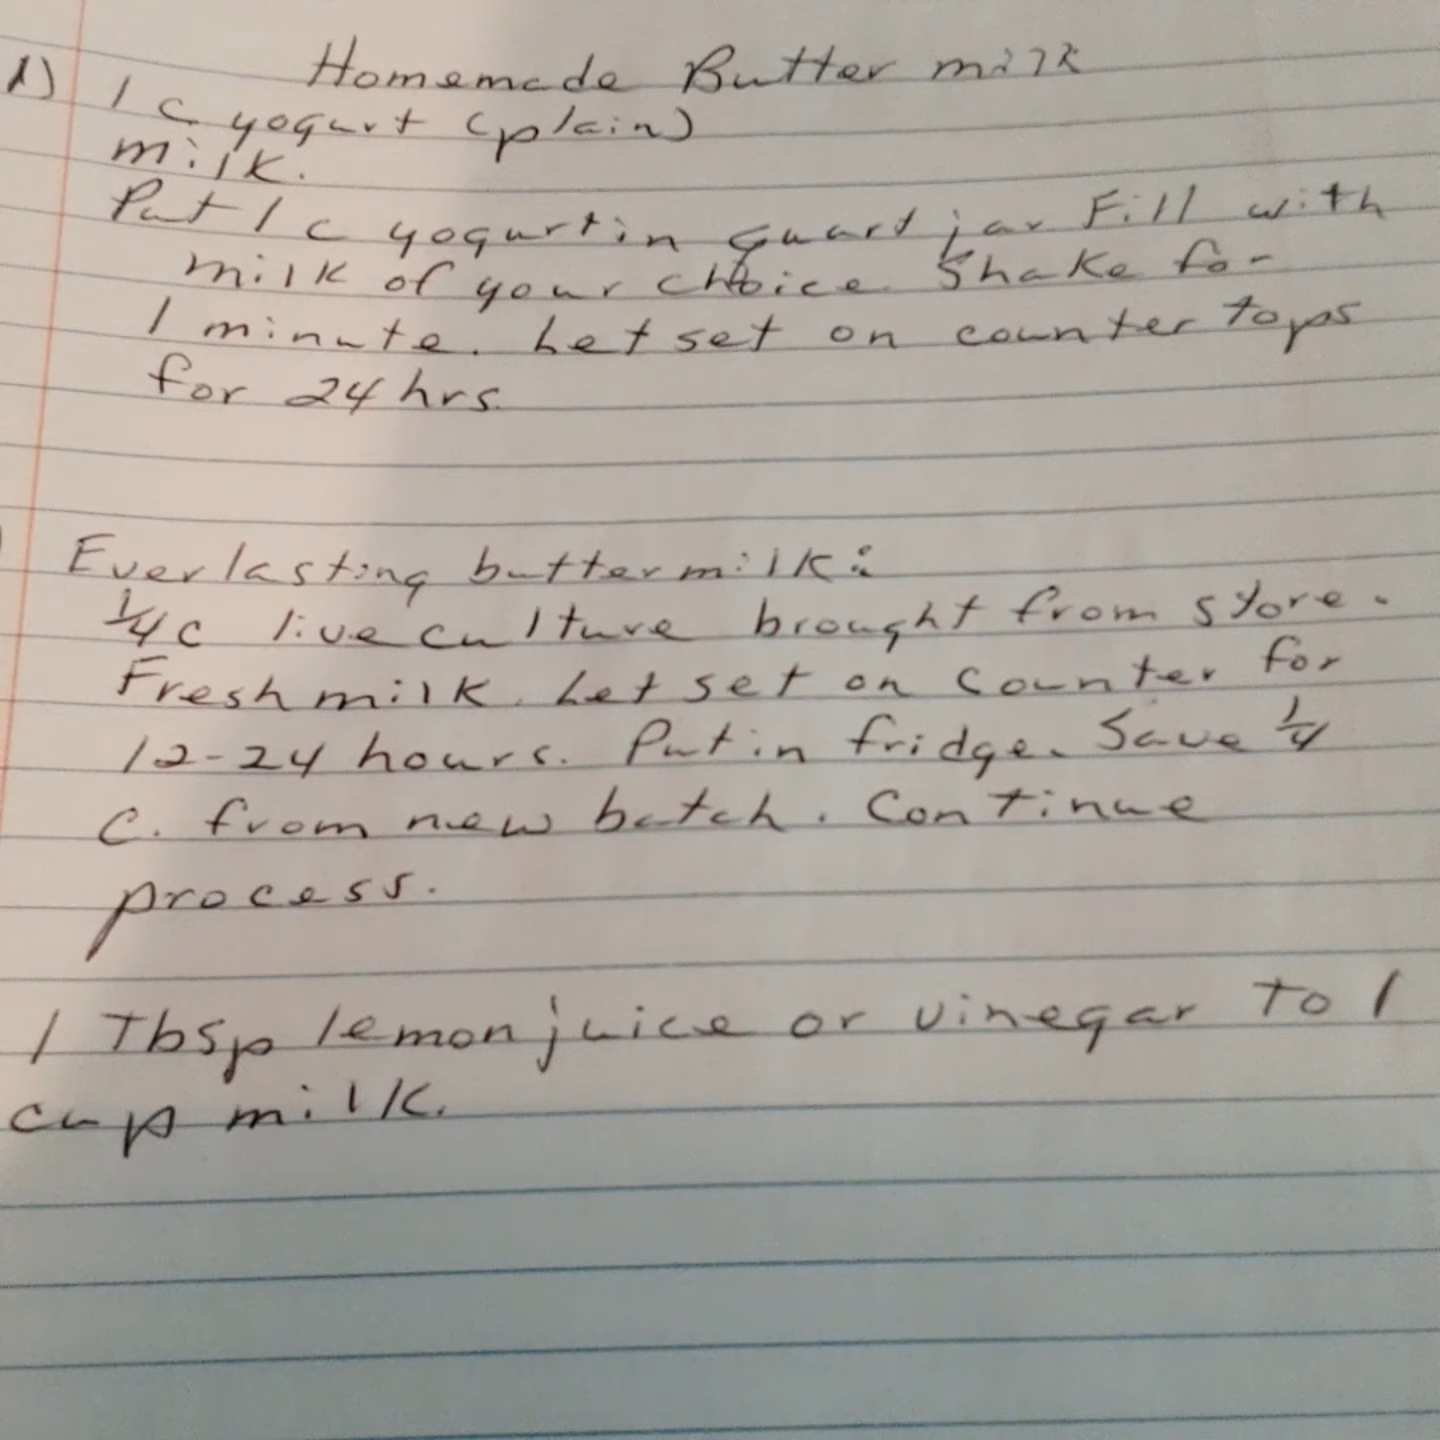 Homemade Butter milk
1) 1 c yogurt (plain)
milk.
Put 1 c yogurt in quart jar Fill with
milk of your choice. Shake for
1 minute. Let set on counter tops
for 24 hrs.
Everlasting buttermilk:
1/4 c live culture brought from store.
Fresh milk. Let set on counter for
12-24 hours. Put in fridge. Save 1/4
C. from new batch. Continue
process.
1 Tbsp lemon juice or vinegar To 1
cup milk.